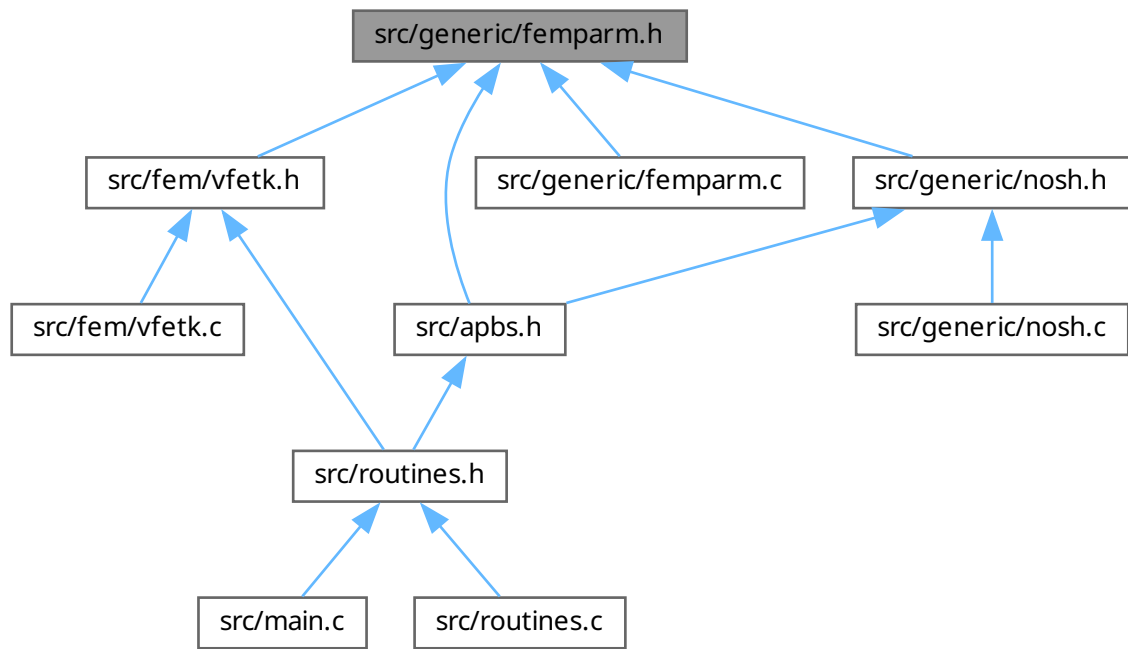 src/generic/femparm.h
src/fem/vfetk.h
src/generic/femparm.c
src/generic/nosh.h
src/fem/vfetk.c
src/apbs.h
src/generic/nosh.c
src/routines.h
src/main.c
src/routines.c